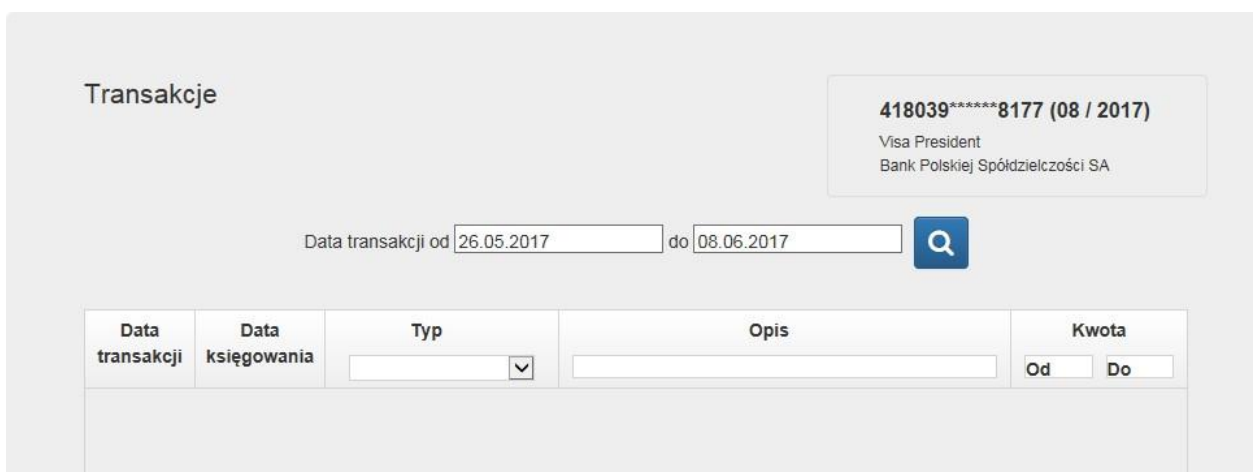 Transakcje
418039******8177 (08 / 2017)
Visa President
Bank Polskiej Spółdzielczości SA
Data transakcji od 26.05.2017 do 08.06.2017
Data transakcji Data księgowania Typ Opis Kwota
Od Do